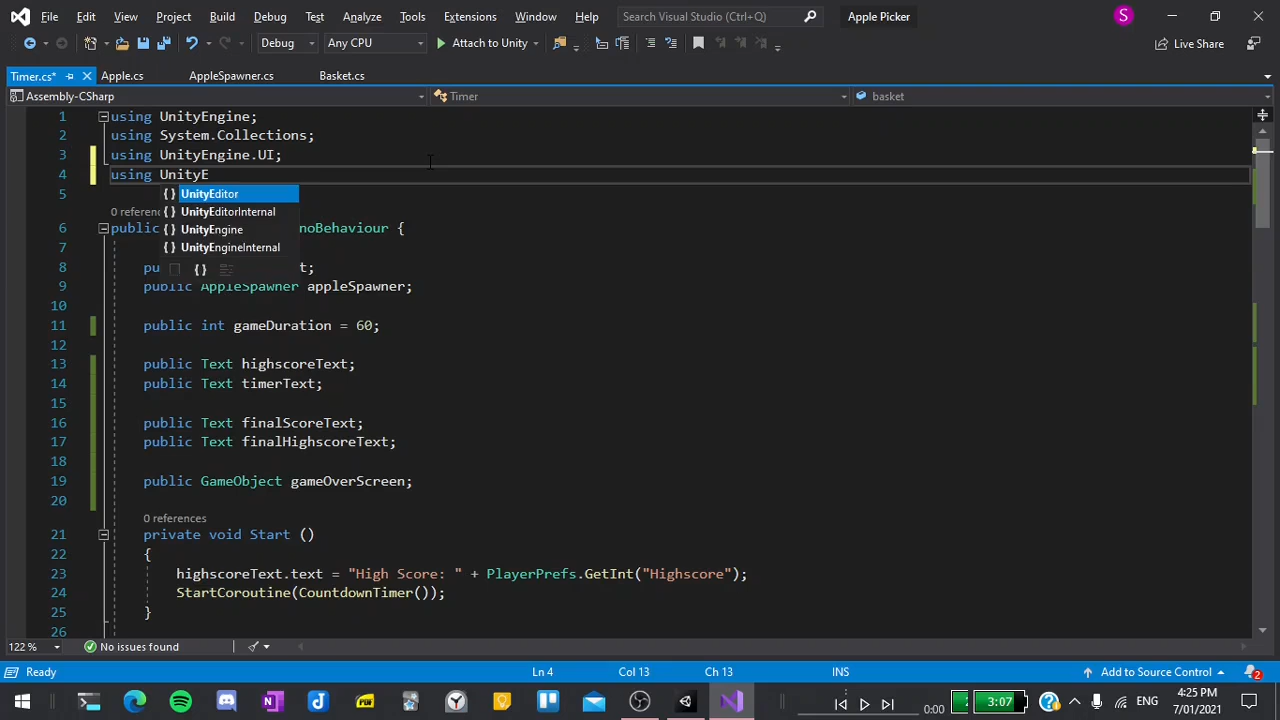 File Edit View Project Build Debug Test Analyze Tools Extensions Window Help Search Visual Studio (Ctrl+Q) Apple Picker S
Debug Any CPU Attach to Unity Live Share
Timer.cs* Apple.cs AppleSpawner.cs Basket.cs
Assembly-CSharp Timer basket
1 using UnityEngine;
2 using System.Collections;
3 using UnityEngine.UI;
4 using UnityE
5 { } UnityEditor
0 referenc { } UnityEditorInternal
6 public { } UnityEngine noBehaviour {
7 { } UnityEngineInternal
8 pu t;
{ }
9 public AppleSpawner appleSpawner;
10
11 public int gameDuration = 60;
12
13 public Text highscoreText;
14 public Text timerText;
15
16 public Text finalScoreText;
17 public Text finalHighscoreText;
18
19 public GameObject gameOverScreen;
20
0 references
21 private void Start ()
22 {
23 highscoreText.text = "High Score: " + PlayerPrefs.GetInt("Highscore");
24 StartCoroutine(CountdownTimer());
25 }
26
122 % No issues found
Ready Ln 4 Col 13 Ch 13 INS Add to Source Control 2
0:00 3:07 ENG 4:25 PM
7/01/2021